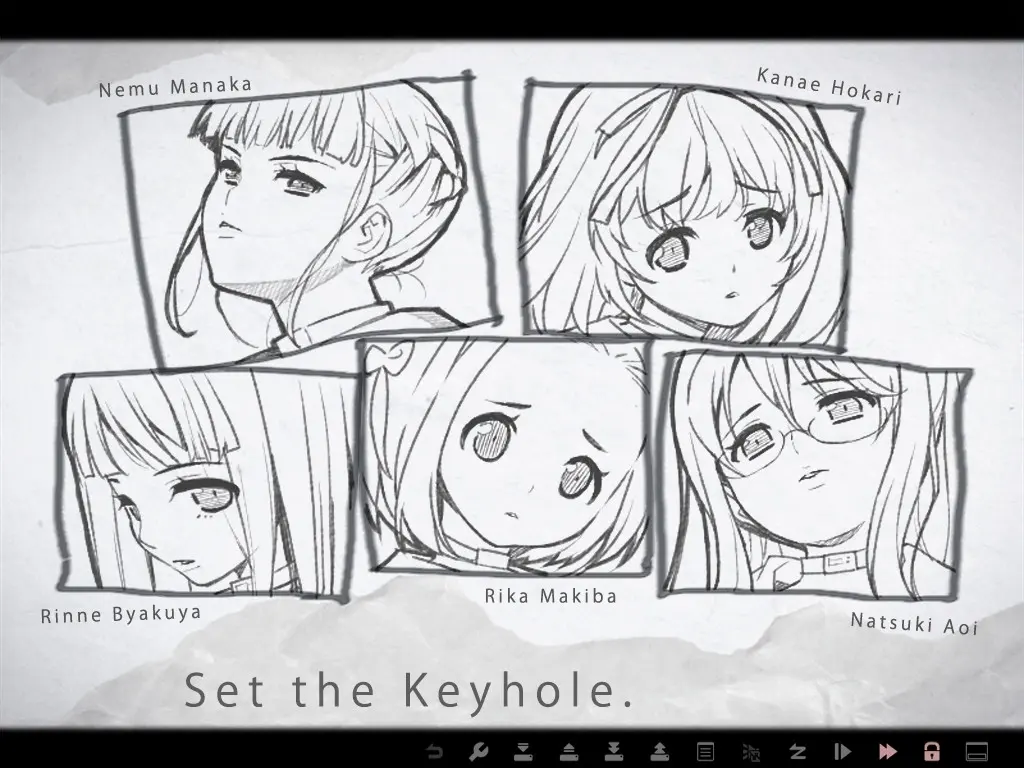 Nemu Manaka
Kanae Hokari
Rinne Byakuya
Rika Makiba
Natsuki Aoi
Set the Keyhole.